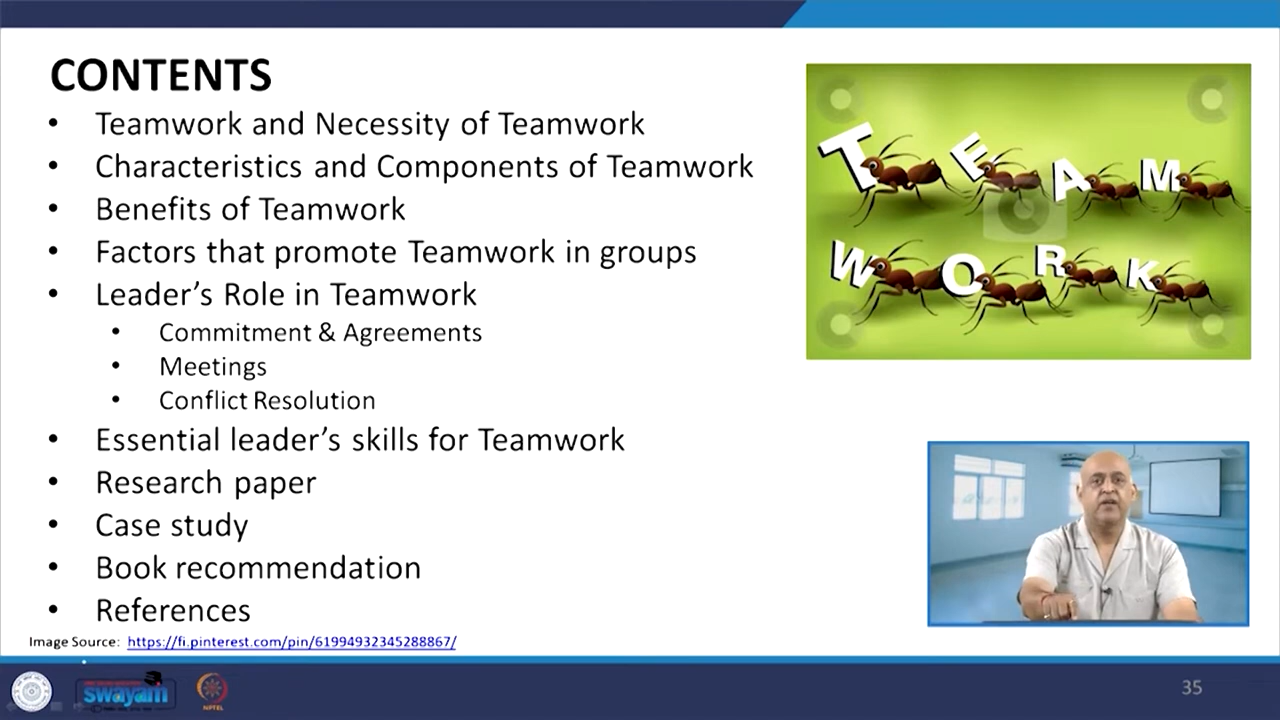 CONTENTS
• Teamwork and Necessity of Teamwork
• Characteristics and Components of Teamwork
• Benefits of Teamwork
• Factors that promote Teamwork in groups
• Leader’s Role in Teamwork
• Commitment & Agreements
• Meetings
• Conflict Resolution
• Essential leader’s skills for Teamwork
• Research paper
• Case study
• Book recommendation
• References
Image Source: https://fi.pinterest.com/pin/61994932345288867/
TEAM
WORK
swayam
NPTEL
35